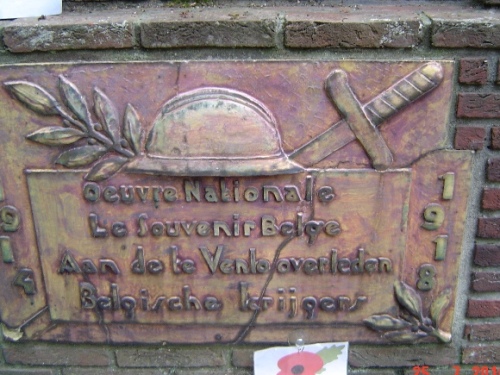 Oeuvre Nationale
Le Souvenir Belge
Aan de te Venlo overleden
Belgische krijgers
1914
1918